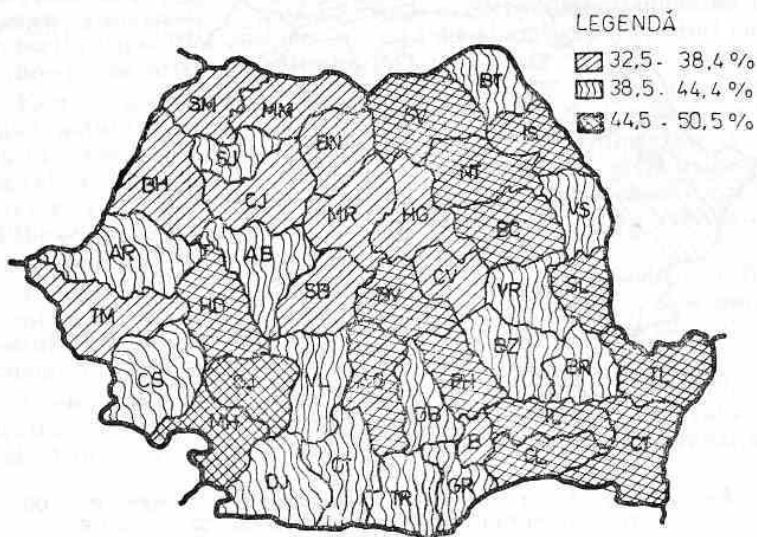 LEGENDĂ
32,5 - 38,4 %
38,5 - 44,4 %
44,5 - 50,5 %
BT
SM
MM
SV
IS
SJ
BN
NT
BH
CJ
MR
HG
BC
VS
AR
AB
CV
HD
SB
BV
VR
TM
BZ
BR
TL
CS
GJ
VL
PH
DB
IL
MH
B
CL
CT
DJ
OT
TR
GR